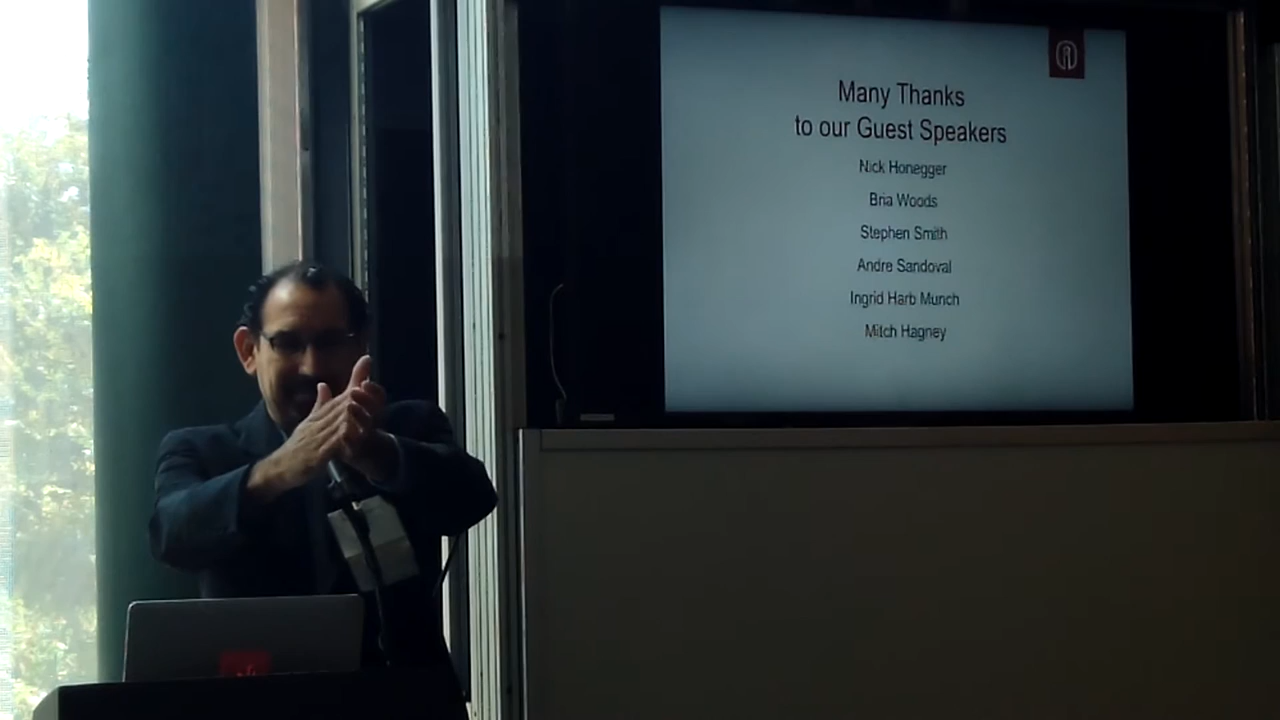 Many Thanks
to our Guest Speakers
Nick Honegger
Bria Woods
Stephen Smith
Andre Sandoval
Ingrid Harb Munch
Mitch Hagney